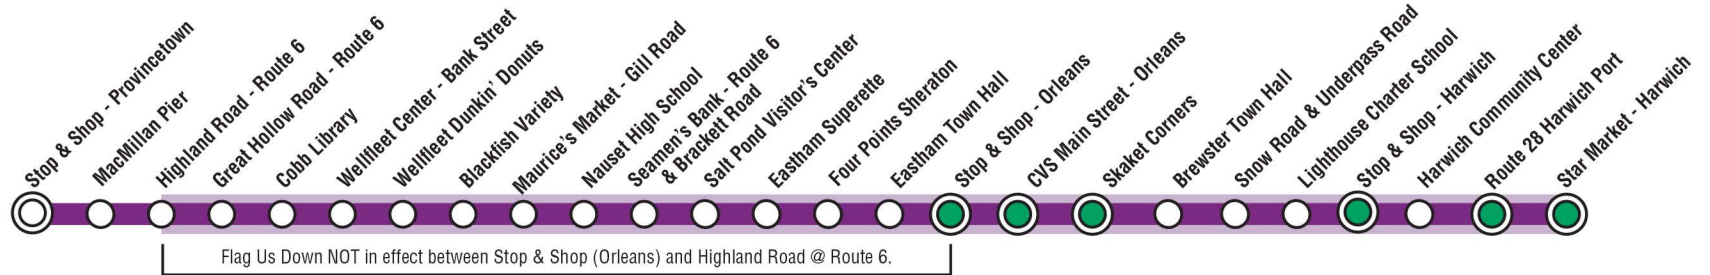 Stop & Shop - Provincetown
MacMillan Pier
Highland Road - Route 6
Great Hollow Road - Route 6
Cobb Library
Wellfleet Center - Bank Street
Wellfleet Dunkin' Donuts
Blackfish Variety
Maurice's Market - Gill Road
Nauset High School
Seamen's Bank - Route 6
& Brackett Road
Salt Pond Visitor's Center
Eastham Superette
Four Points Sheraton
Eastham Town Hall
Stop & Shop - Orleans
CVS Main Street - Orleans
Skaket Corners
Brewster Town Hall
Snow Road & Underpass Road
Lighthouse Charter School
Stop & Shop - Harwich
Harwich Community Center
Route 28 Harwich Port
Star Market - Harwich
Flag Us Down NOT in effect between Stop & Shop (Orleans) and Highland Road @ Route 6.